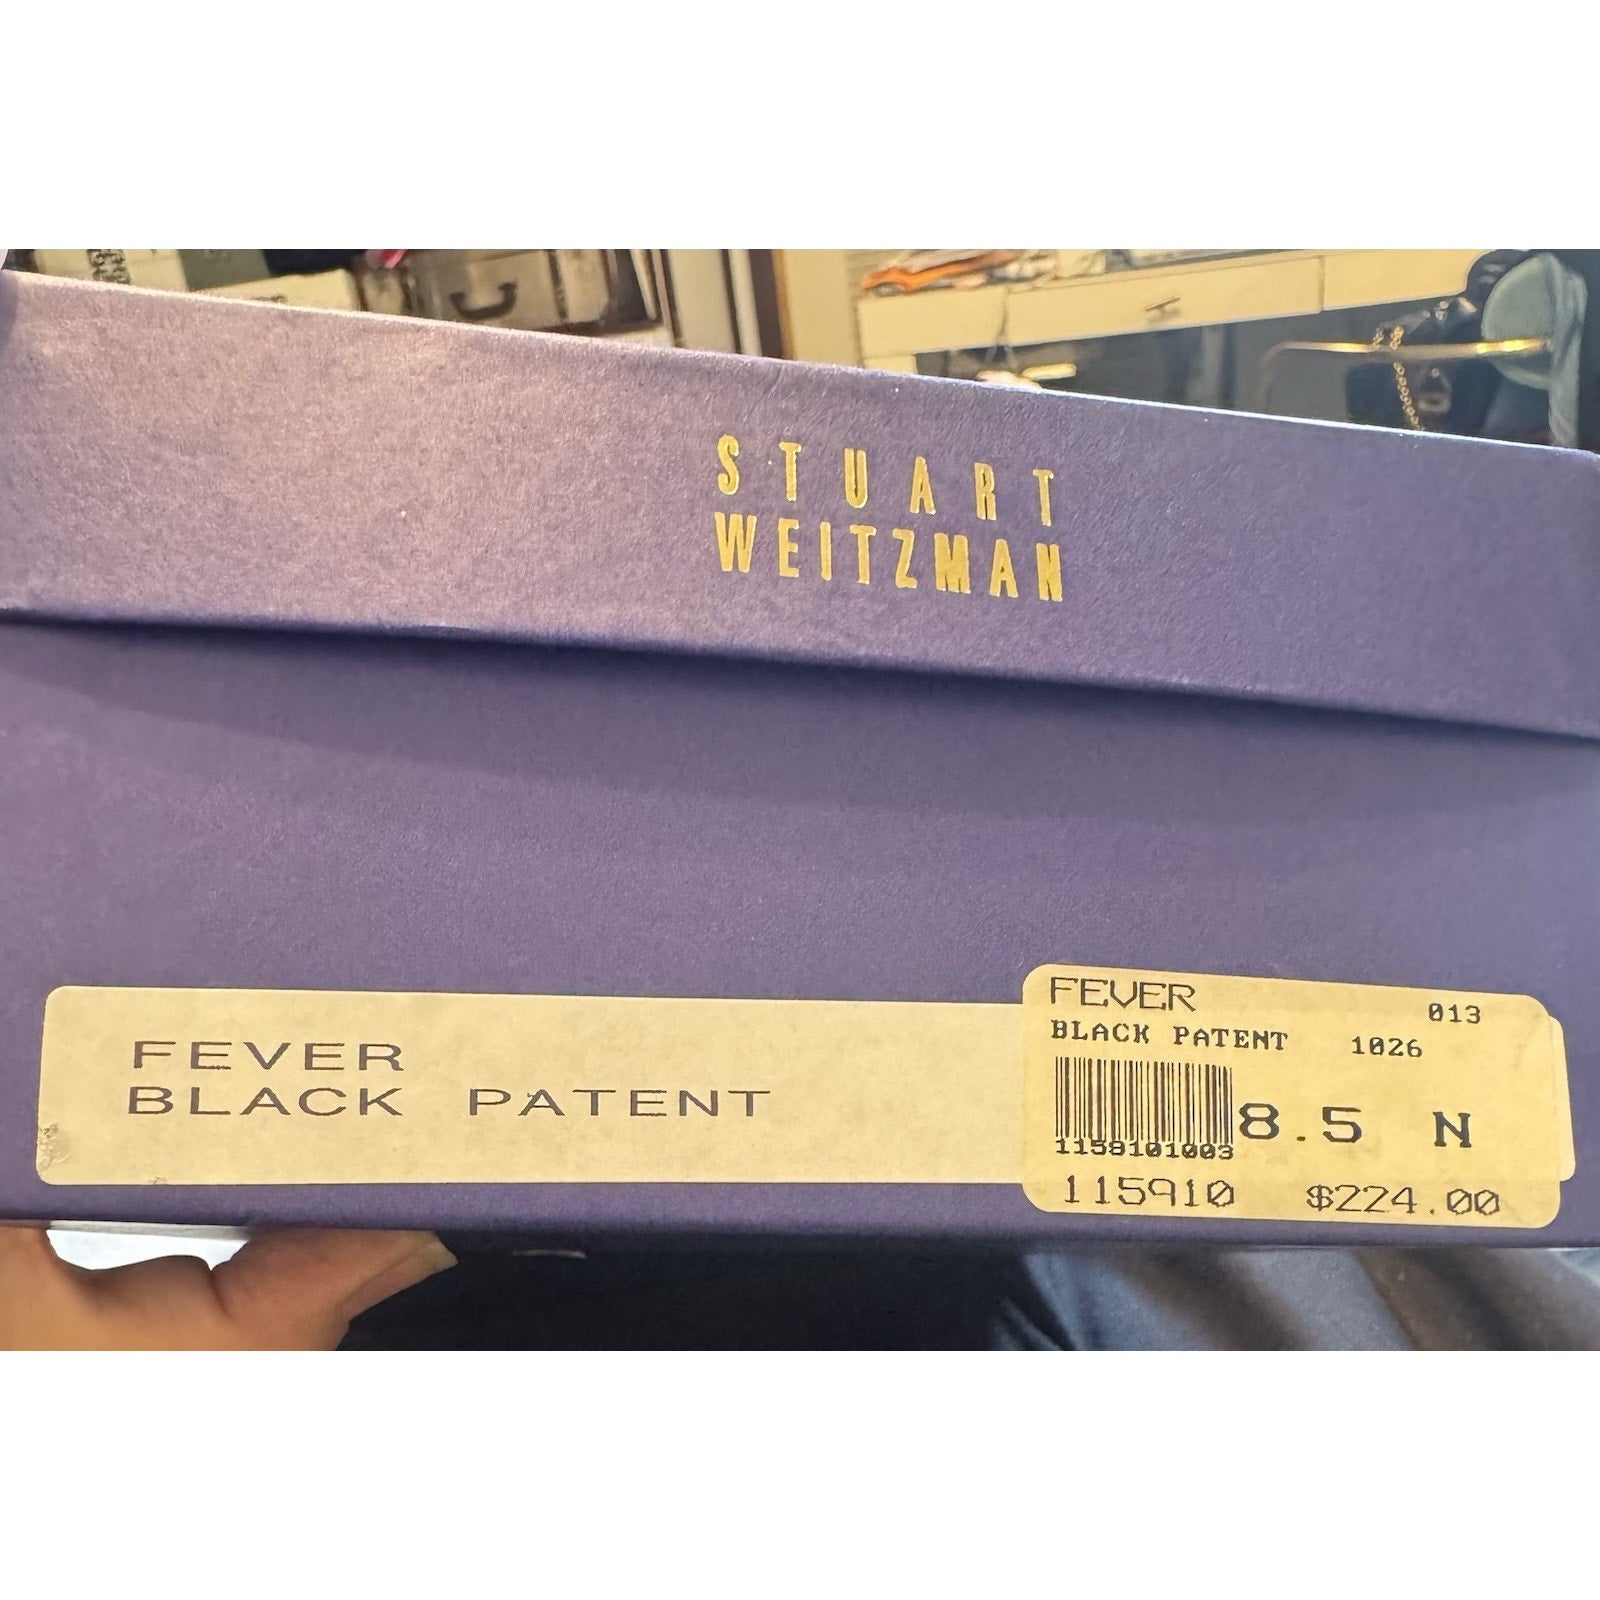 STUART
WEITZMAN
FEVER
BLACK PATENT
FEVER 013
BLACK PATENT 1026
8.5 N
1158101003
115910 $224.00